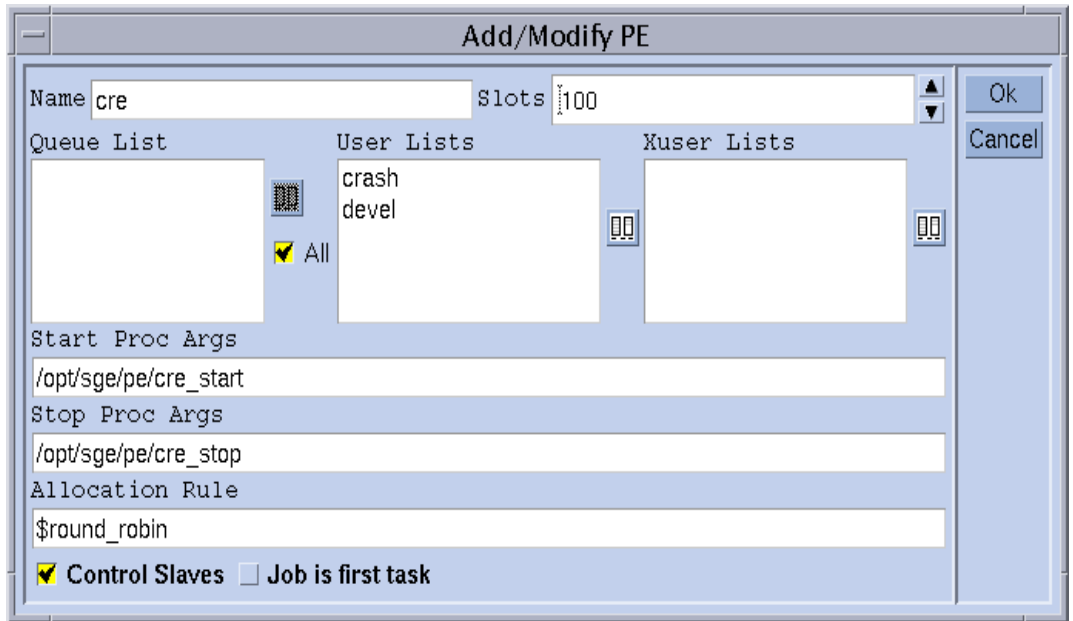 Add/Modify PE
Name cre Slots 100 Ok
Cancel
Queue List User Lists Xuser Lists
crash
devel
All
Start Proc Args
/opt/sge/pe/cre_start
Stop Proc Args
/opt/sge/pe/cre_stop
Allocation Rule
$round_robin
Control Slaves Job is first task